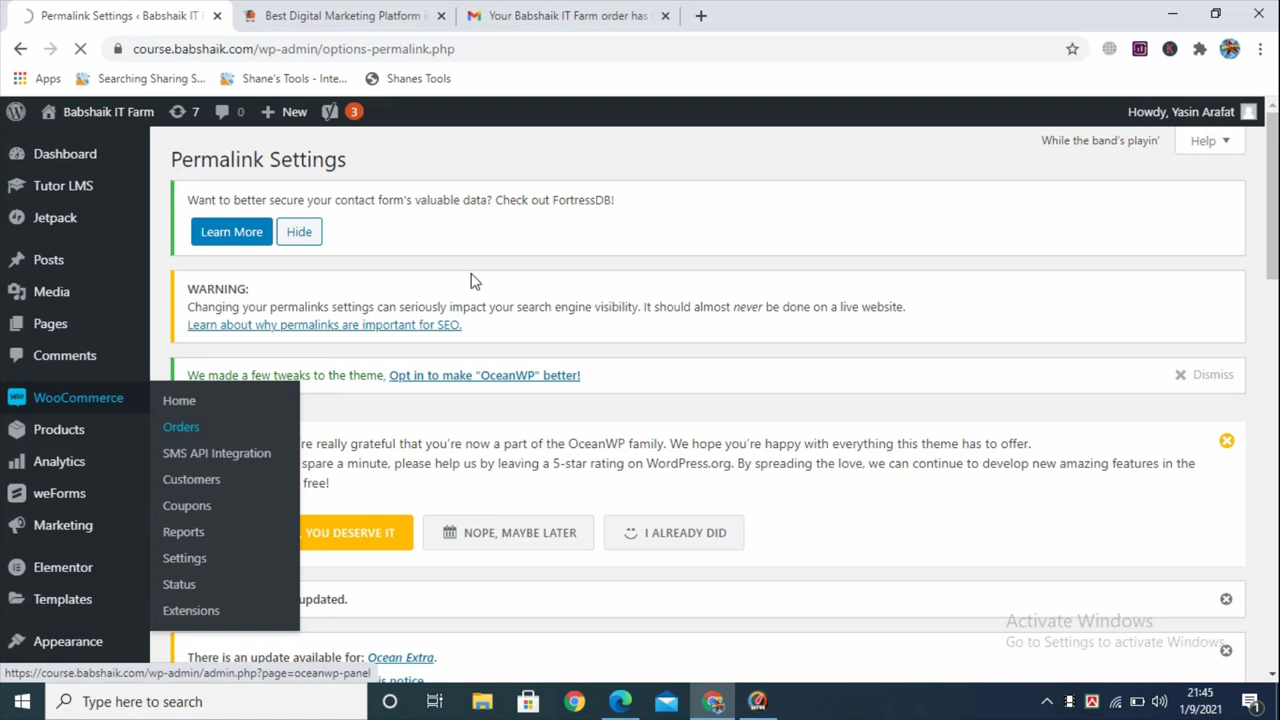 Permalink Settings ‹ Babshaik IT F
Best Digital Marketing Platform in
Your Babshaik IT Farm order has
course.babshaik.com/wp-admin/options-permalink.php
Apps
Searching Sharing S...
Shane's Tools - Inte...
Shanes Tools
Babshaik IT Farm
7
0
New
3
Howdy, Yasin Arafat
While the band's playin'
Help
Dashboard
Tutor LMS
Jetpack
Posts
Media
Pages
Comments
WooCommerce
Products
Analytics
weForms
Marketing
Elementor
Templates
Appearance
Home
Orders
SMS API Integration
Customers
Coupons
Reports
Settings
Status
Extensions
Permalink Settings
Want to better secure your contact form's valuable data? Check out FortressDB!
Learn More
Hide
WARNING:
Changing your permalinks settings can seriously impact your search engine visibility. It should almost never be done on a live website.
Learn about why permalinks are important for SEO.
We made a few tweaks to the theme, Opt in to make "OceanWP" better!
Dismiss
re really grateful that you're now a part of the OceanWP family. We hope you're happy with everything this theme has to offer.
spare a minute, please help us by leaving a 5-star rating on WordPress.org. By spreading the love, we can continue to develop new amazing features in the
free!
YOU DESERVE IT
NOPE, MAYBE LATER
I ALREADY DID
updated.
There is an update available for: Ocean Extra.
is notice.
Activate Windows
Go to Settings to activate Windows.
https://course.babshaik.com/wp-admin/admin.php?page=oceanwp-panel
Type here to search
21:45
1/9/2021
1